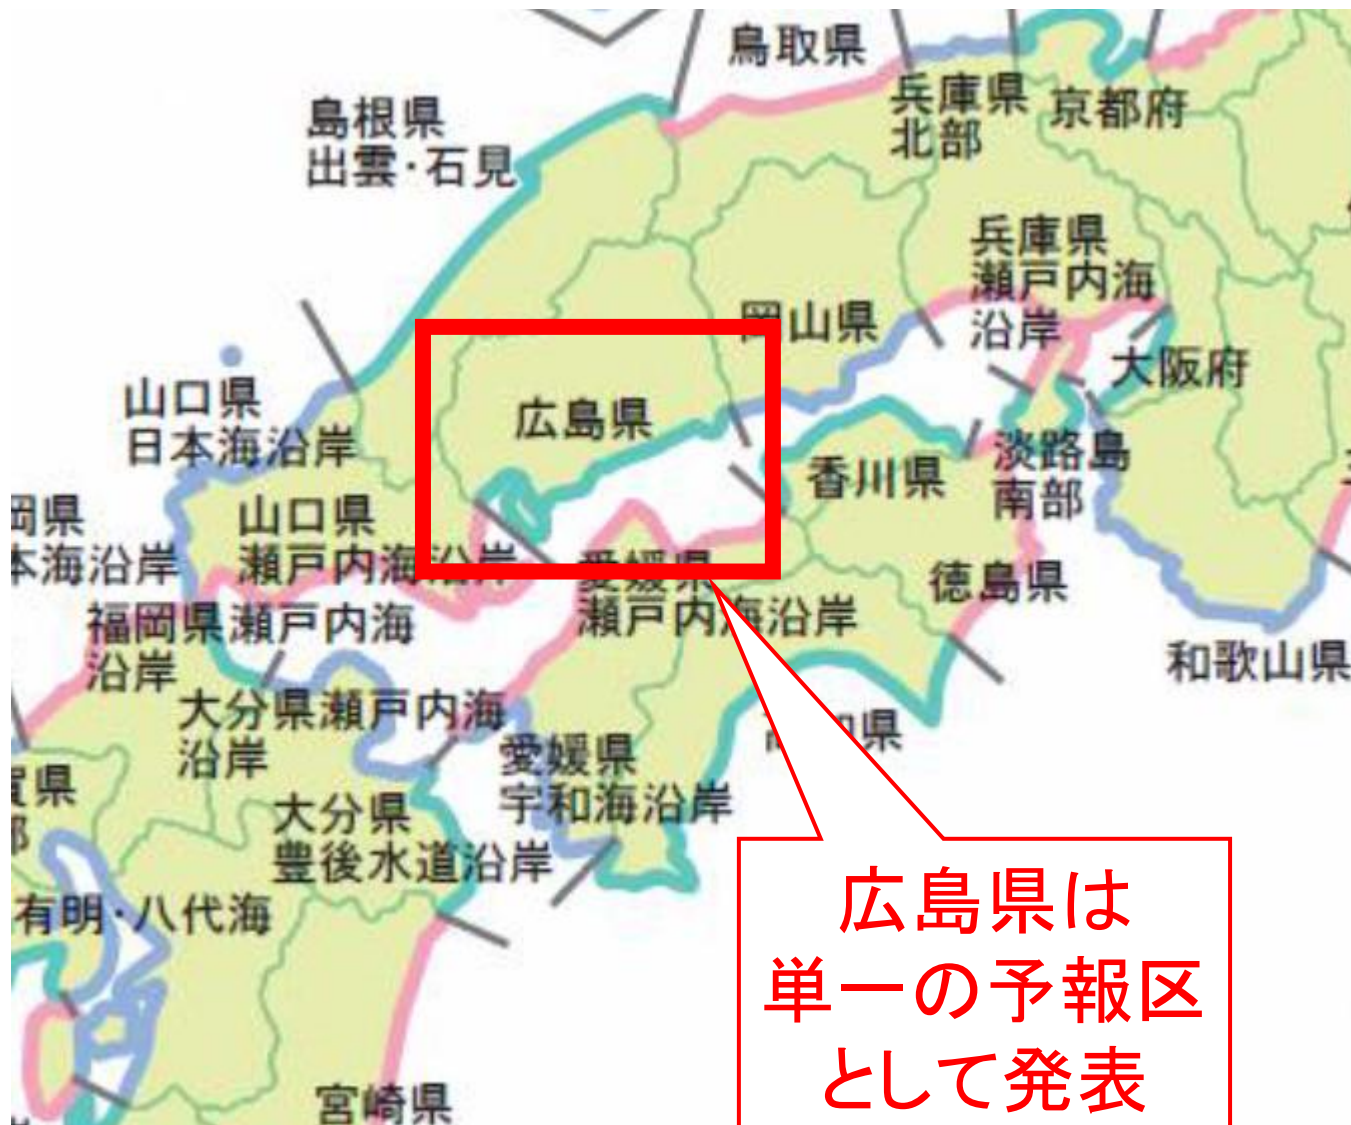 鳥取県
兵庫県
北部
京都府
島根県
出雲・石見
兵庫県
瀬戸内海
沿岸
岡山県
大阪府
山口県
日本海沿岸
広島県
香川県
淡路島
南部
岡県
本海沿岸
山口県
瀬戸内海沿岸
愛媛県
瀬戸内海沿岸
徳島県
福岡県瀬戸内海
沿岸
和歌山県
大分県瀬戸内海
沿岸
愛媛県
宇和海沿岸
県
賀県
部
大分県
豊後水道沿岸
有明・八代海
宮崎県
広島県は
単一の予報区
として発表